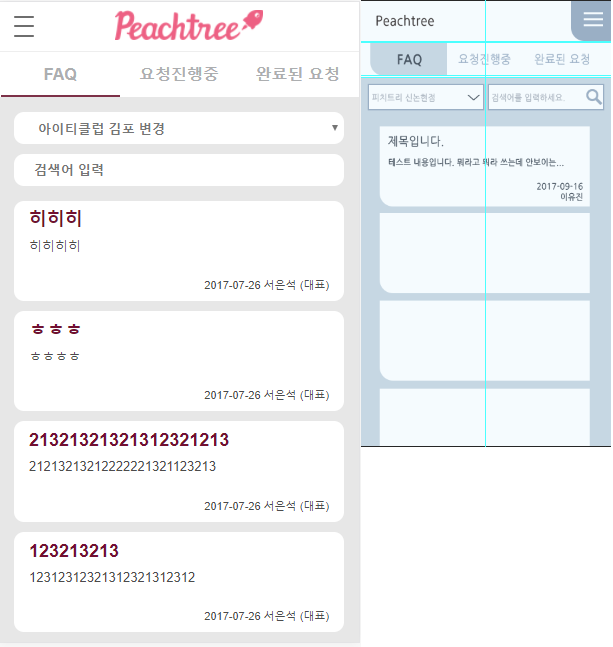 Peachtree
FAQ 요청진행중 완료된 요청
아이티클럽 김포 변경
검색어 입력
히히히
히히히히
2017-07-26 서은석 (대표)
ㅎㅎㅎ
ㅎㅎㅎㅎ
2017-07-26 서은석 (대표)
21321321321312321213
21213213212222221321123213
2017-07-26 서은석 (대표)
123213213
12312312321312321312312
2017-07-26 서은석 (대표)
Peachtree
FAQ 요청진행중 완료된 요청
피치트리 신논현점 검색어를 입력하세요.
제목입니다.
테스트 내용입니다. 뭐라고 뭐라 쓰는데 안보이는...
2017-09-16
이유진